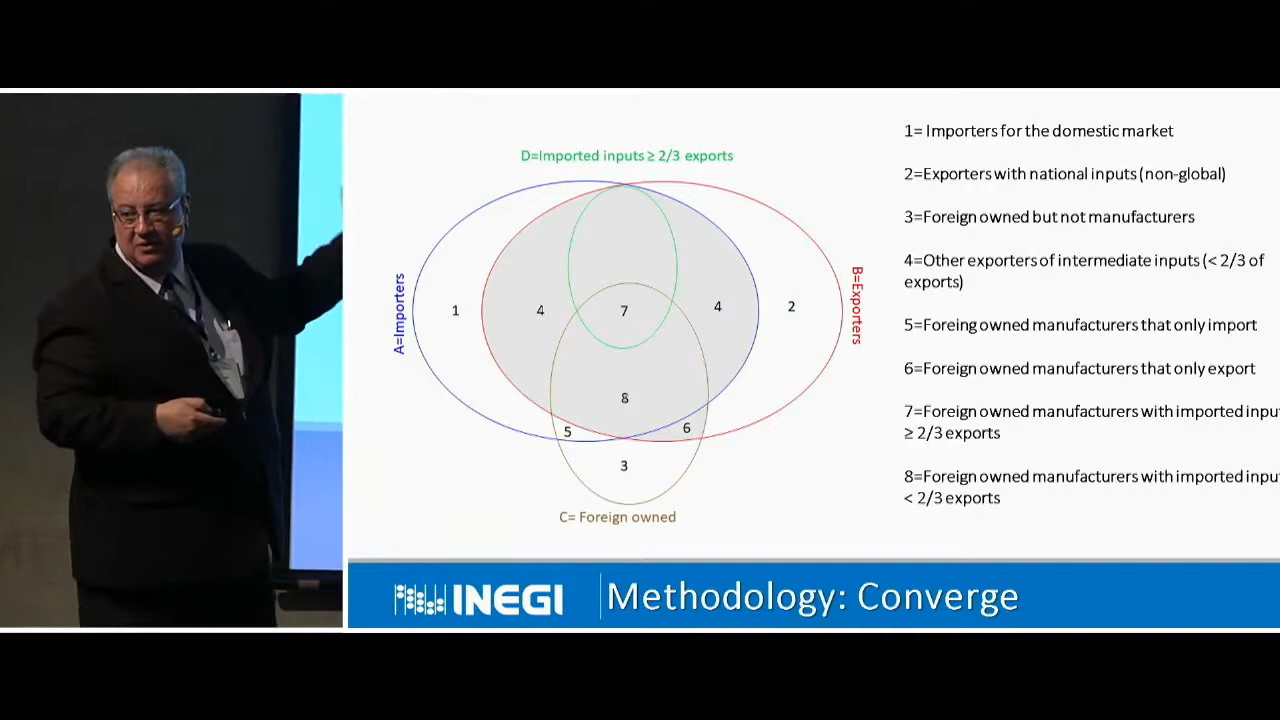 D=Imported inputs ≥ 2/3 exports
A=Importers
B=Exporters
1
4
7
4
2
8
5
6
3
C= Foreign owned
1= Importers for the domestic market
2=Exporters with national inputs (non-global)
3=Foreign owned but not manufacturers
4=Other exporters of intermediate inputs (< 2/3 of
exports)
5=Foreing owned manufacturers that only import
6=Foreign owned manufacturers that only export
7=Foreign owned manufacturers with imported input
≥ 2/3 exports
8=Foreign owned manufacturers with imported input
< 2/3 exports
INEGI
Methodology: Converge